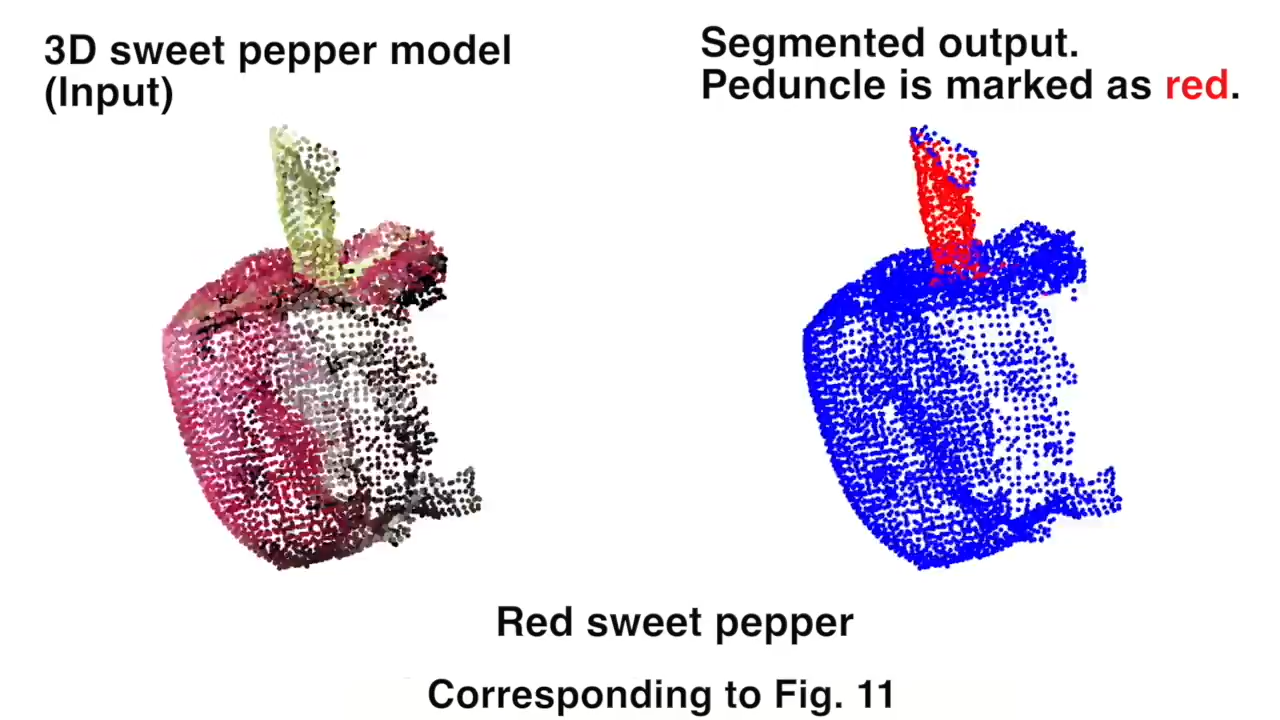 3D sweet pepper model
(Input)
Segmented output.
Peduncle is marked as red.
Red sweet pepper
Corresponding to Fig. 11